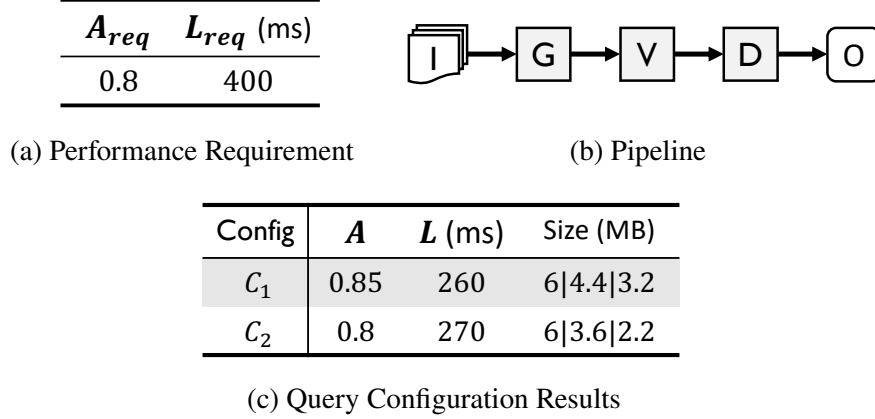 A_req L_req (ms)
0.8 400
(a) Performance Requirement
I G V D O
(b) Pipeline
Config A L (ms) Size (MB)
C_1 0.85 260 6|4.4|3.2
C_2 0.8 270 6|3.6|2.2
(c) Query Configuration Results